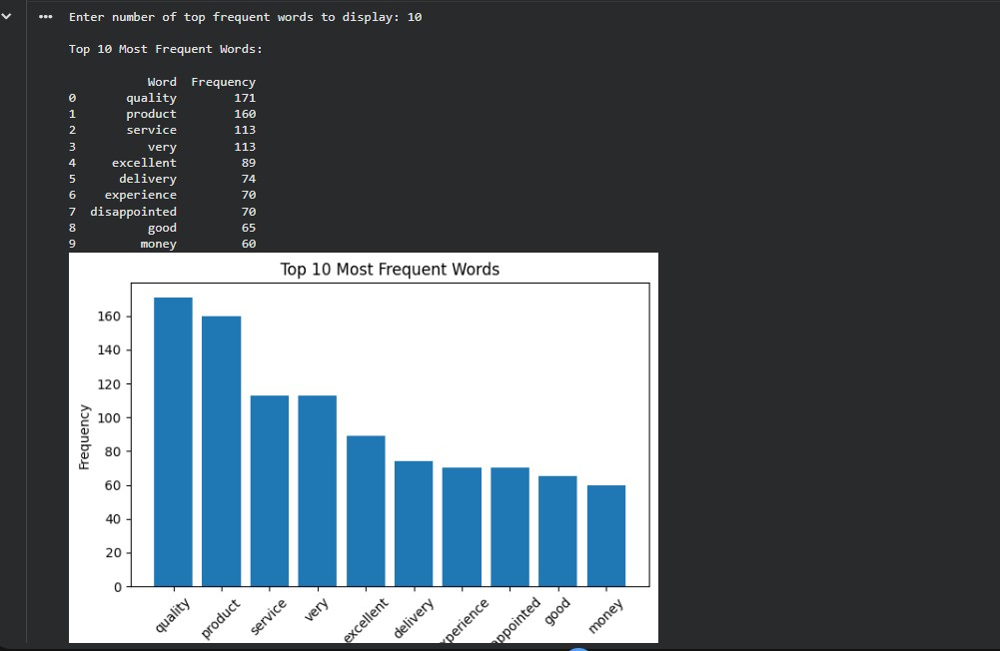 Enter number of top frequent words to display: 10
Top 10 Most Frequent Words:
Word Frequency
0 quality 171
1 product 160
2 service 113
3 very 113
4 excellent 89
5 delivery 74
6 experience 70
7 disappointed 70
8 good 65
9 money 60
Top 10 Most Frequent Words
Frequency
160
140
120
100
80
60
40
20
0
quality product service very excellent delivery xperience ppointed good money